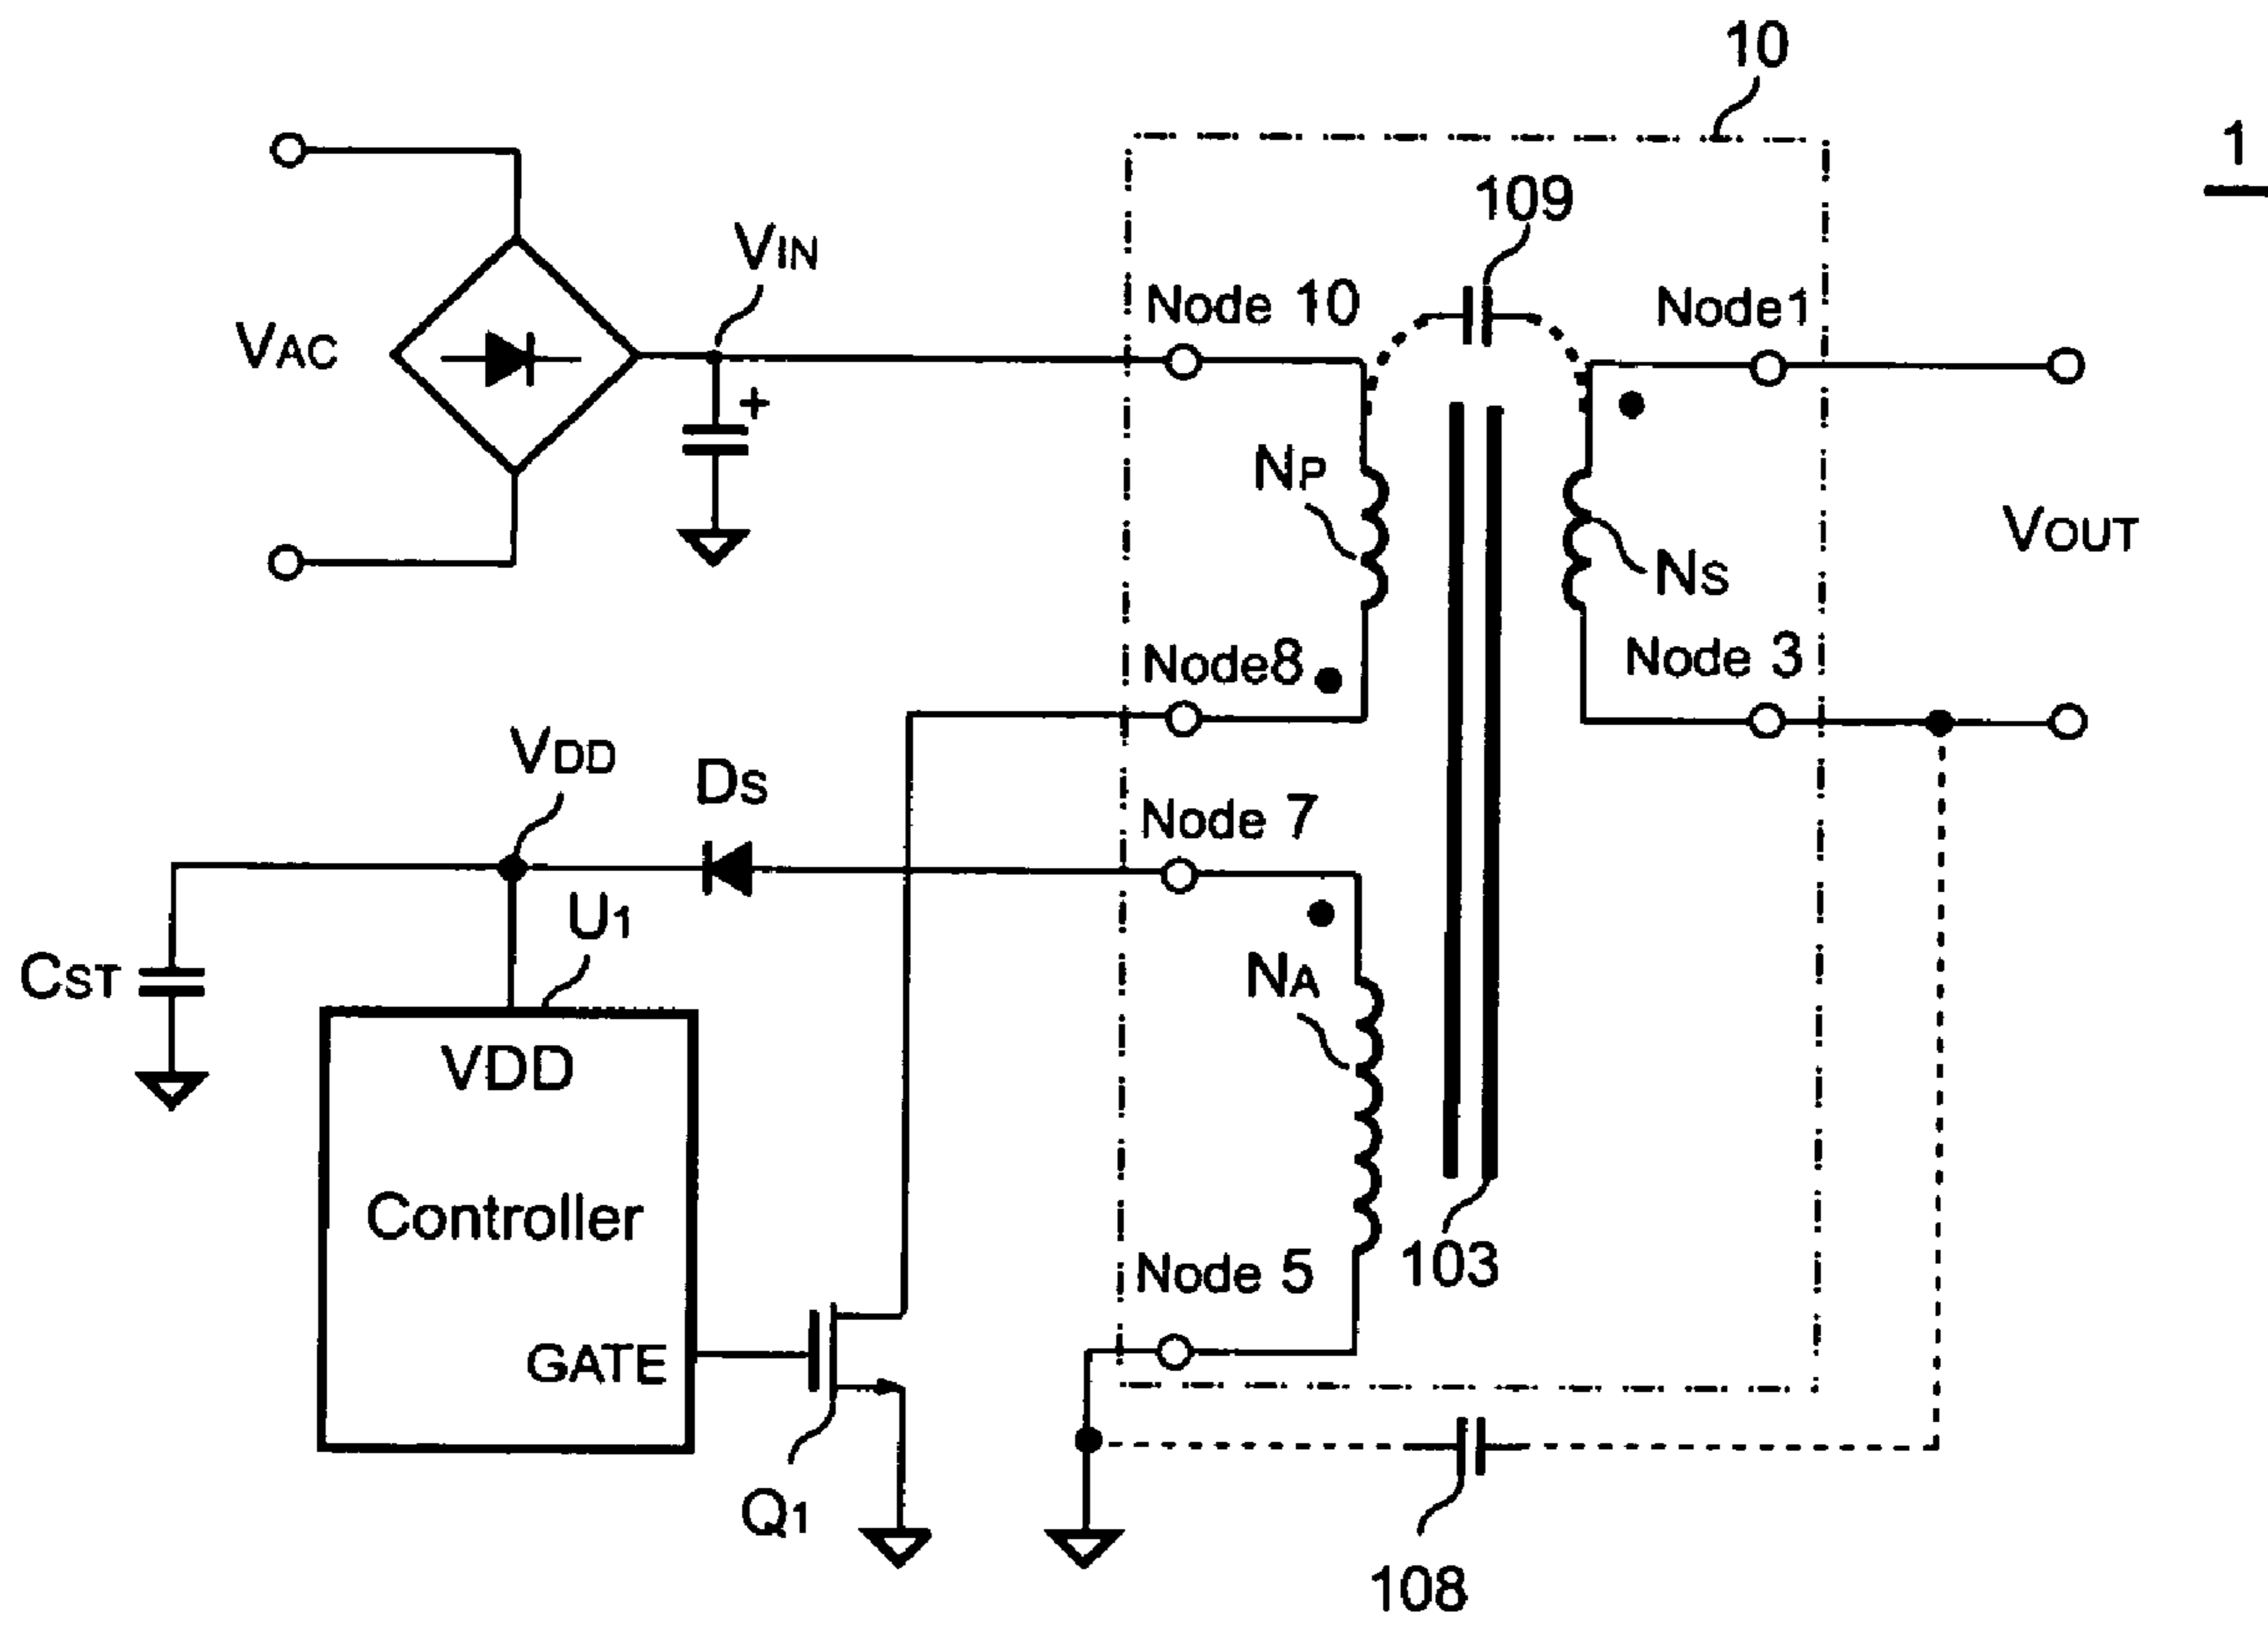 10
1
109
VIN
Node 10
Node1
VAC
+
NP
NS
VOUT
Node8
Node 3
VDD
DS
Node 7
U1
NA
CST
VDD
Controller
Node 5
103
GATE
Q1
108